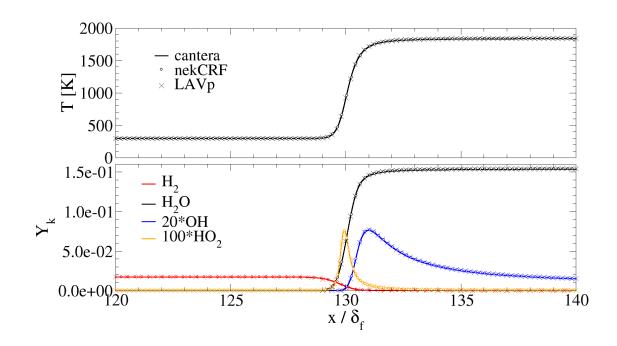 2000
1500
1000
500
0
T [K]
cantera
nekCRF
LAVp
1.5e-01
1.0e-01
5.0e-02
0.0e+00
Y_k
H_2
H_2O
20*OH
100*HO_2
120 125 130 135 140
x / δ_f